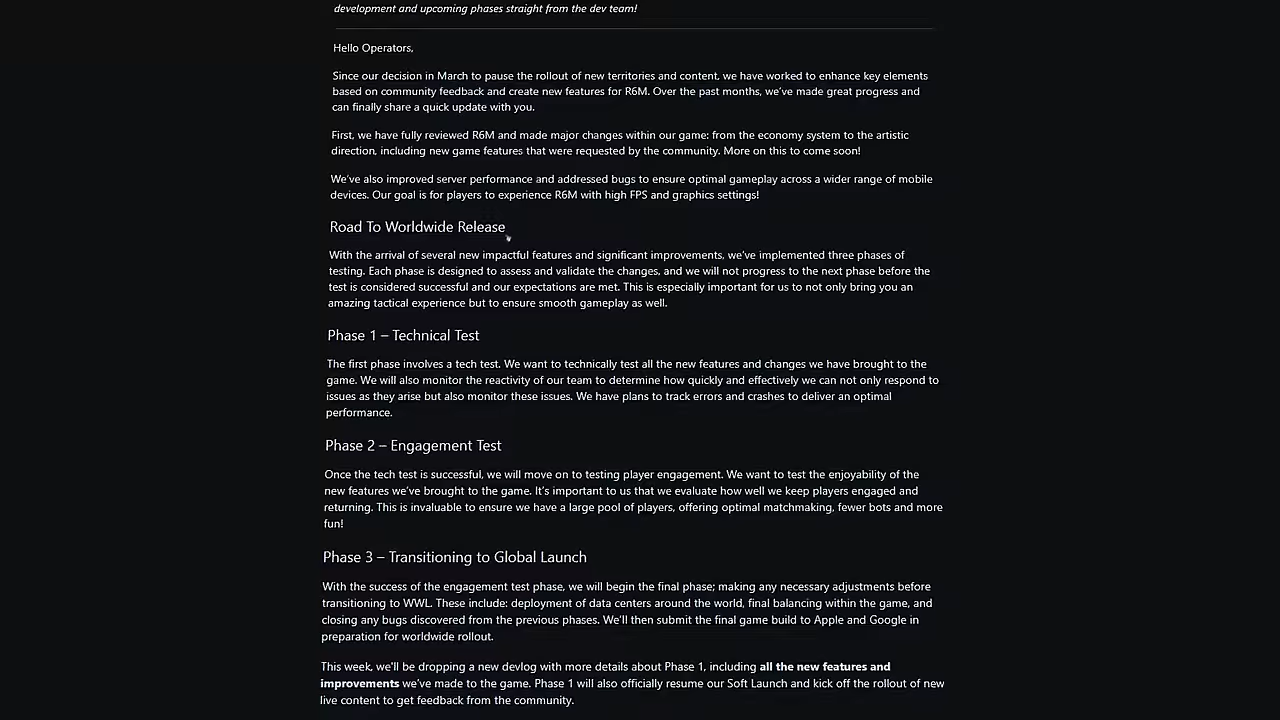 development and upcoming phases straight from the dev team!
Hello Operators,
Since our decision in March to pause the rollout of new territories and content, we have worked to enhance key elements
based on community feedback and create new features for R6M. Over the past months, we've made great progress and
can finally share a quick update with you.
First, we have fully reviewed R6M and made major changes within our game: from the economy system to the artistic
direction, including new game features that were requested by the community. More on this to come soon!
We've also improved server performance and addressed bugs to ensure optimal gameplay across a wider range of mobile
devices. Our goal is for players to experience R6M with high FPS and graphics settings!
Road To Worldwide Release
With the arrival of several new impactful features and significant improvements, we've implemented three phases of
testing. Each phase is designed to assess and validate the changes, and we will not progress to the next phase before the
test is considered successful and our expectations are met. This is especially important for us to not only bring you an
amazing tactical experience but to ensure smooth gameplay as well.
Phase 1 – Technical Test
The first phase involves a tech test. We want to technically test all the new features and changes we have brought to the
game. We will also monitor the reactivity of our team to determine how quickly and effectively we can not only respond to
issues as they arise but also monitor these issues. We have plans to track errors and crashes to deliver an optimal
performance.
Phase 2 – Engagement Test
Once the tech test is successful, we will move on to testing player engagement. We want to test the enjoyability of the
new features we've brought to the game. It's important to us that we evaluate how well we keep players engaged and
returning. This is invaluable to ensure we have a large pool of players, offering optimal matchmaking, fewer bots and more
fun!
Phase 3 – Transitioning to Global Launch
With the success of the engagement test phase, we will begin the final phase; making any necessary adjustments before
transitioning to WWL. These include: deployment of data centers around the world, final balancing within the game, and
closing any bugs discovered from the previous phases. We'll then submit the final game build to Apple and Google in
preparation for worldwide rollout.
This week, we'll be dropping a new devlog with more details about Phase 1, including all the new features and
improvements we've made to the game. Phase 1 will also officially resume our Soft Launch and kick off the rollout of new
live content to get feedback from the community.